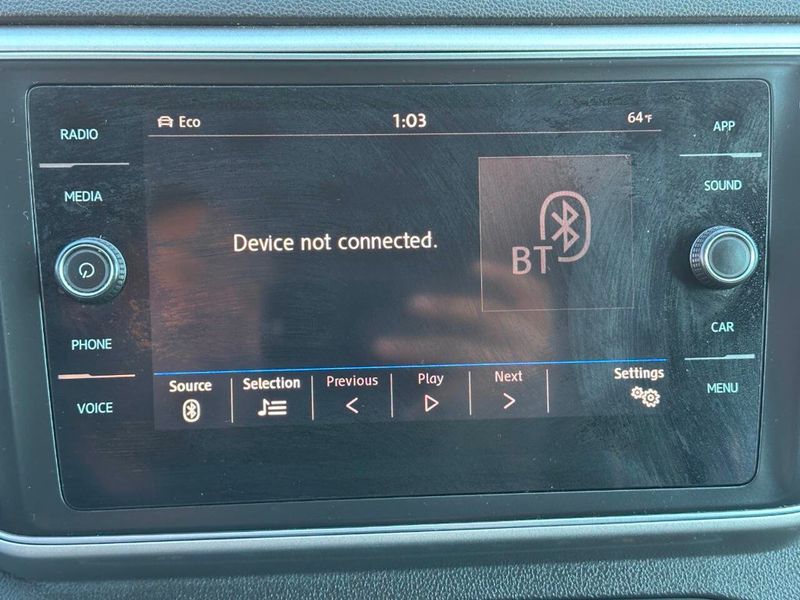 RADIO
MEDIA
PHONE
VOICE
Eco
1:03
64°F
Device not connected.
BT
Source
Selection
Previous
Play
Next
Settings
APP
SOUND
CAR
MENU